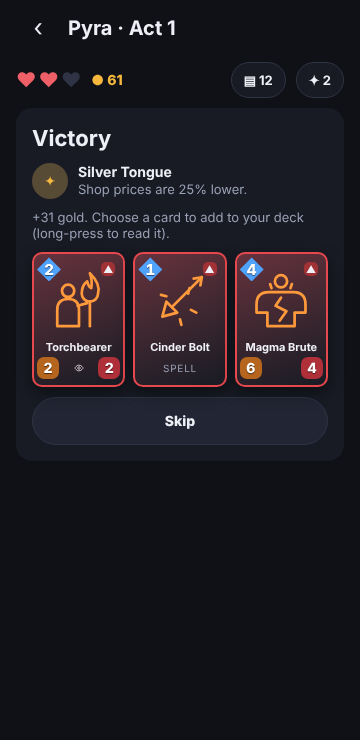 Pyra · Act 1
61
12
2
Victory
Silver Tongue
Shop prices are 25% lower.
+31 gold. Choose a card to add to your deck
(long-press to read it).
2
1
4
Torchbearer
Cinder Bolt
Magma Brute
2
2
SPELL
6
4
Skip